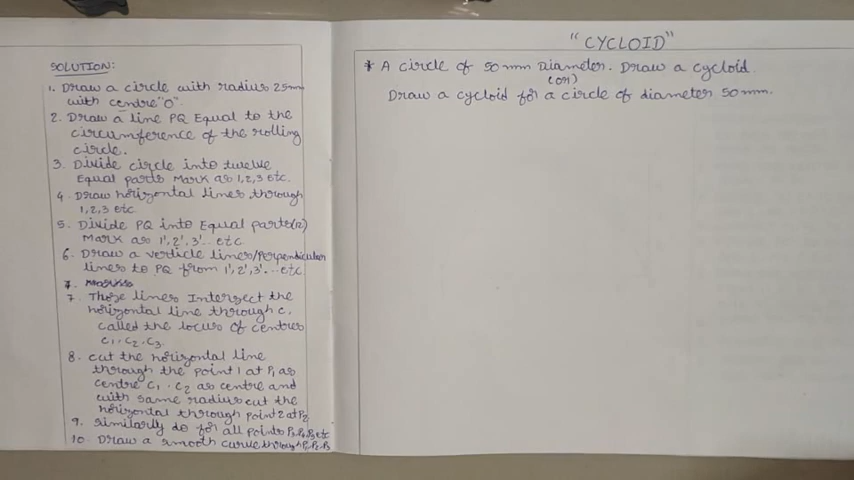 SOLUTION:
1. Draw a circle with radius 25mm
with centre "O".
2. Draw a line PQ Equal to the
circumference of the rolling
circle.
3. Divide circle into twelve
Equal parts Mark as 1,2,3 etc.
4. Draw horizontal lines through
1,2,3 etc
5. Divide PQ into Equal parts(12)
Mark as 1', 2', 3'... etc
6. Draw a verticle lines/Perpendicular
lines to PQ from 1', 2', 3'... etc
7.
7. Those lines Intersect the
horizontal line through c,
called the locus of centres
c1, c2, c3.
8. cut the horizontal line
through the point 1 at P1 as
centre c1. c2 as centre and
with same radius cut the
horizontal through point 2 at P2
9. Similarly do for all points P3, P4, P5 etc
10. Draw a smooth curve through P1, P2, P3
"CYCLOID"
* A circle of 50mm Diameter. Draw a cycloid.
(OR)
Draw a cycloid for a circle of diameter 50mm.